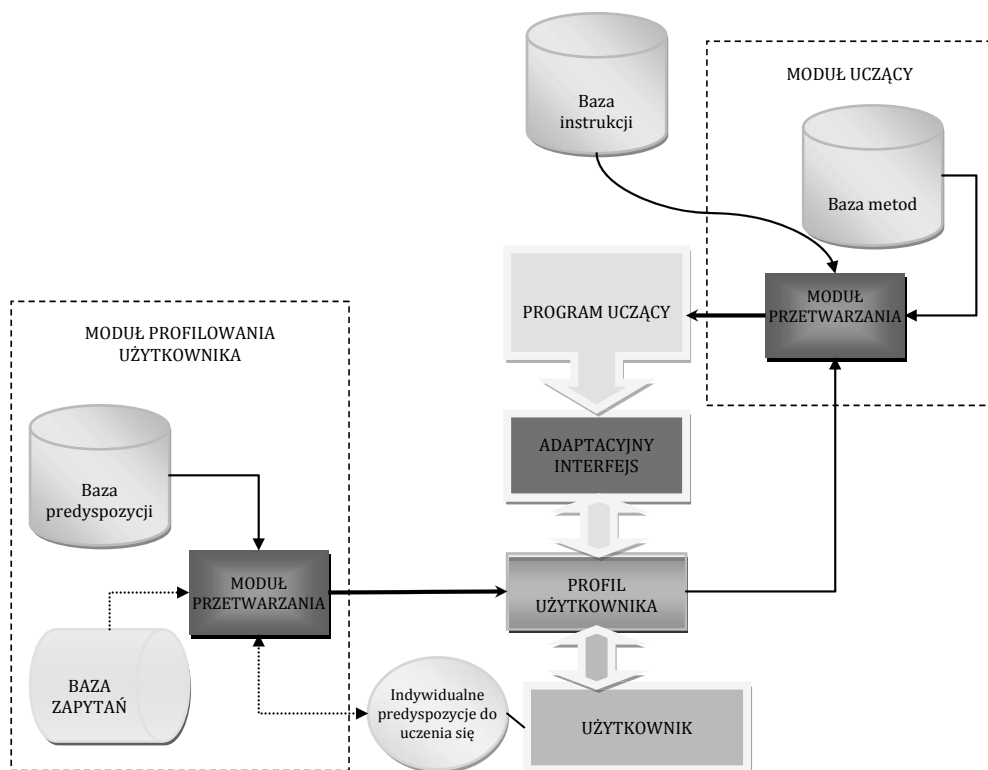 Baza
instrukcji
MODUŁ UCZĄCY
Baza metod
MODUŁ
PRZETWARZANIA
PROGRAM UCZĄCY
MODUŁ PROFILOWANIA
UŻYTKOWNIKA
ADAPTACYJNY
INTERFEJS
Baza
predyspozycji
MODUŁ
PRZETWARZANIA
PROFIL
UŻYTKOWNIKA
BAZA
ZAPYTAŃ
Indywidualne
predyspozycje do
uczenia się
UŻYTKOWNIK